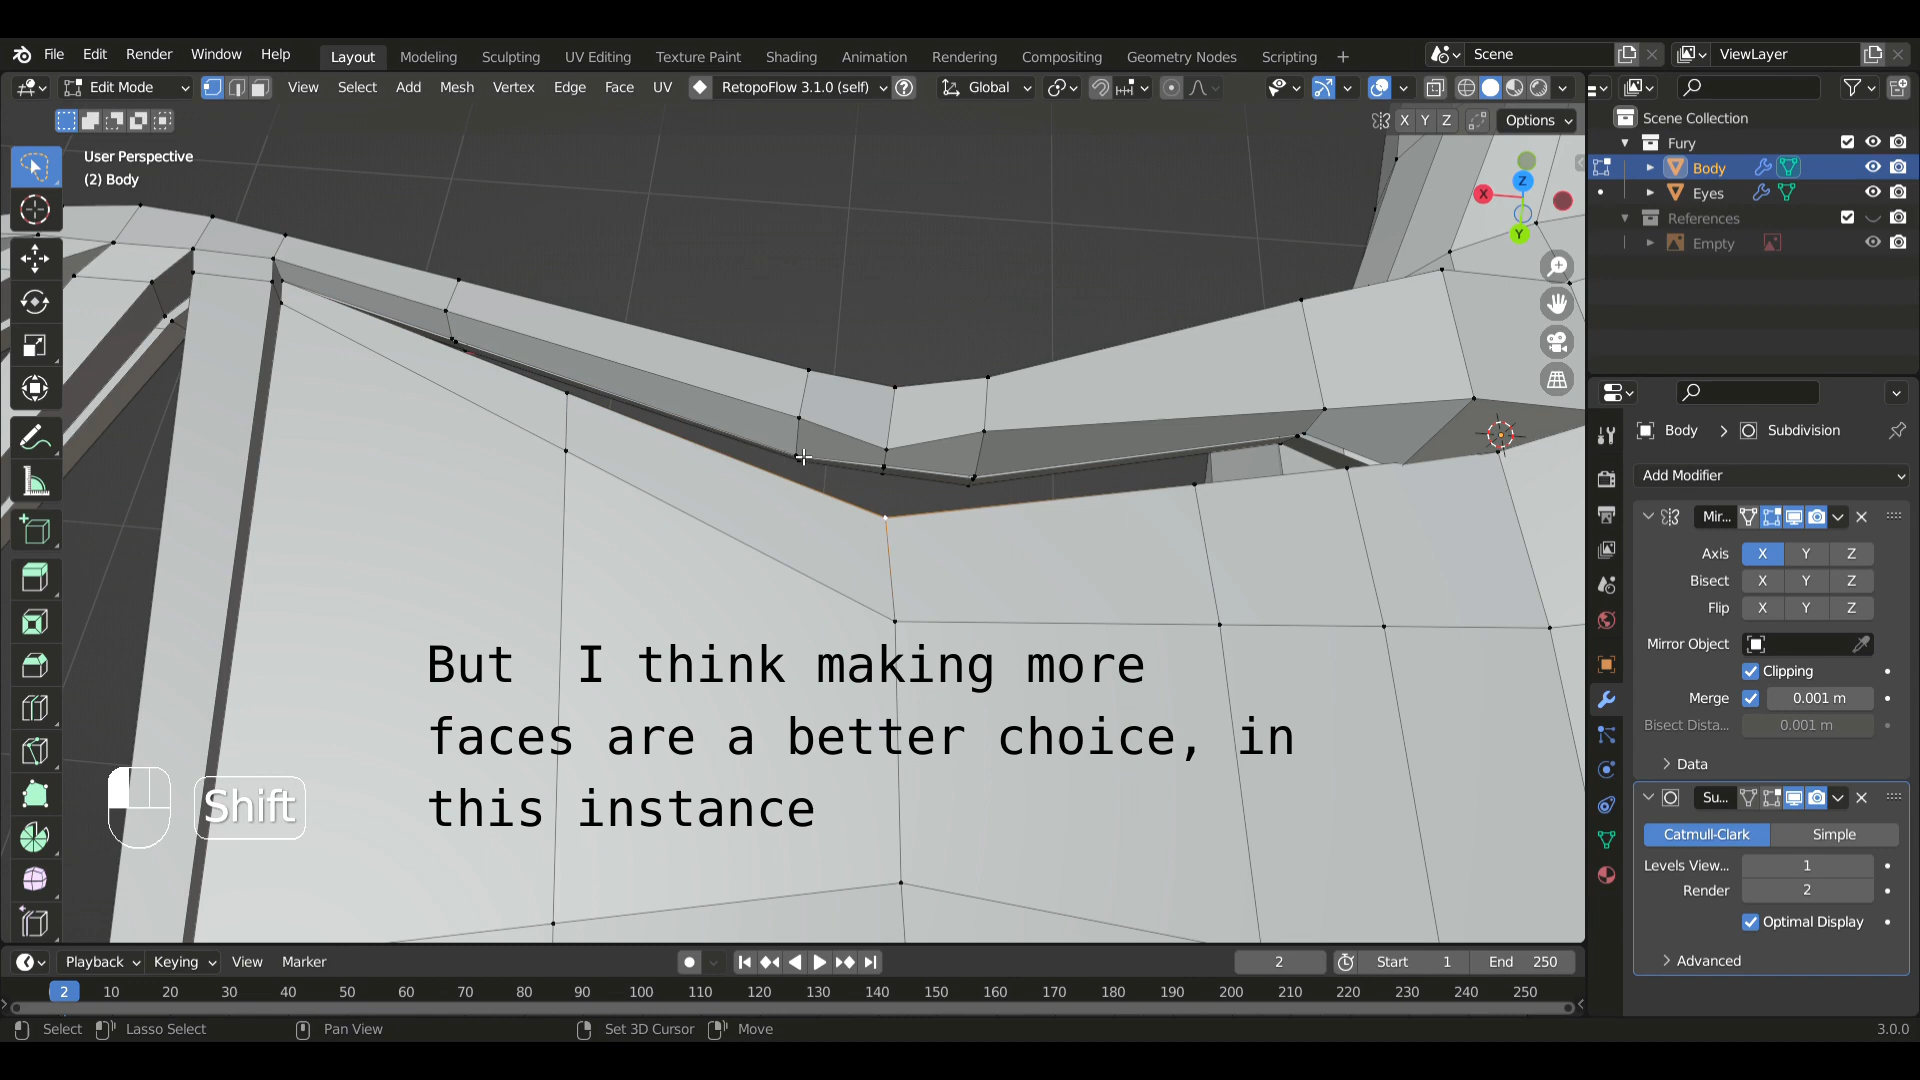 File Edit Render Window Help Layout Modeling Sculpting UV Editing Texture Paint Shading Animation Rendering Compositing Geometry Nodes Scripting + Scene ViewLayer
Edit Mode View Select Add Mesh Vertex Edge Face UV RetopoFlow 3.1.0 (self) Global
X Y Z Options
User Perspective
(2) Body
X Z Y
Scene Collection
Fury
Body
Eyes
References
Empty
Body > Subdivision
Add Modifier
Mir...
Axis X Y Z
Bisect X Y Z
Flip X Y Z
Mirror Object
Clipping
Merge 0.001 m
Bisect Dista... 0.001 m
Data
Su...
Catmull-Clark Simple
Levels View... 1
Render 2
Optimal Display
Advanced
But I think making more
faces are a better choice, in
this instance
Shift
Playback Keying View Marker 2 Start 1 End 250
2 10 20 30 40 50 60 70 80 90 100 110 120 130 140 150 160 170 180 190 200 210 220 230 240 250
Select Lasso Select Pan View Set 3D Cursor Move 3.0.0